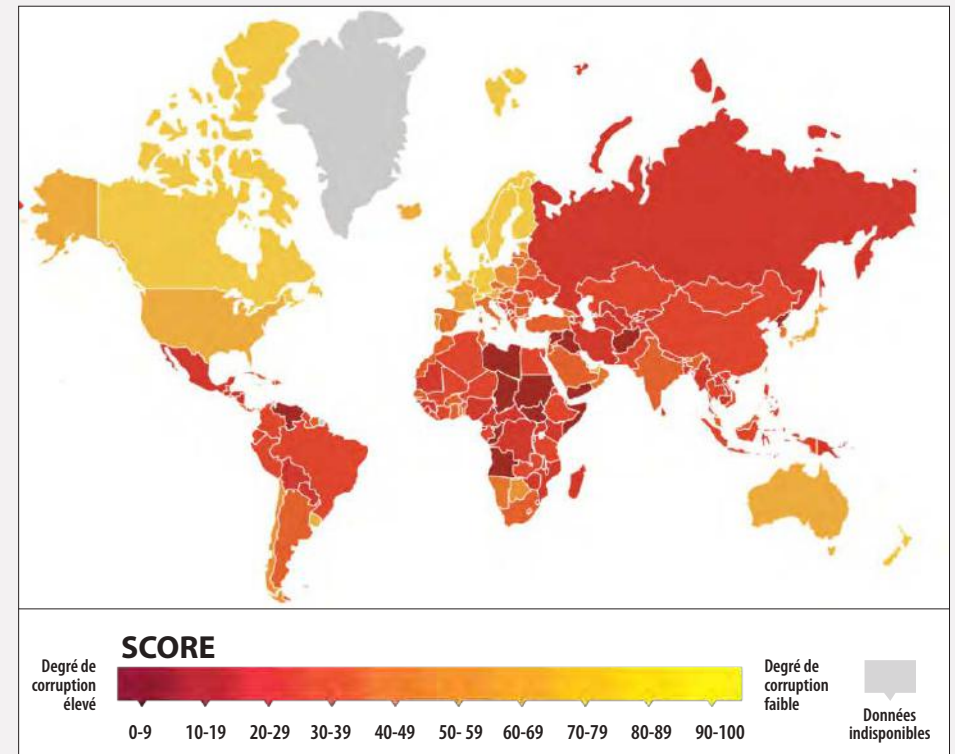 SCORE
Degré de
corruption
élevé
0-9 10-19 20-29 30-39 40-49 50- 59 60-69 70-79 80-89 90-100
Degré de
corruption
faible
Données
indisponibles